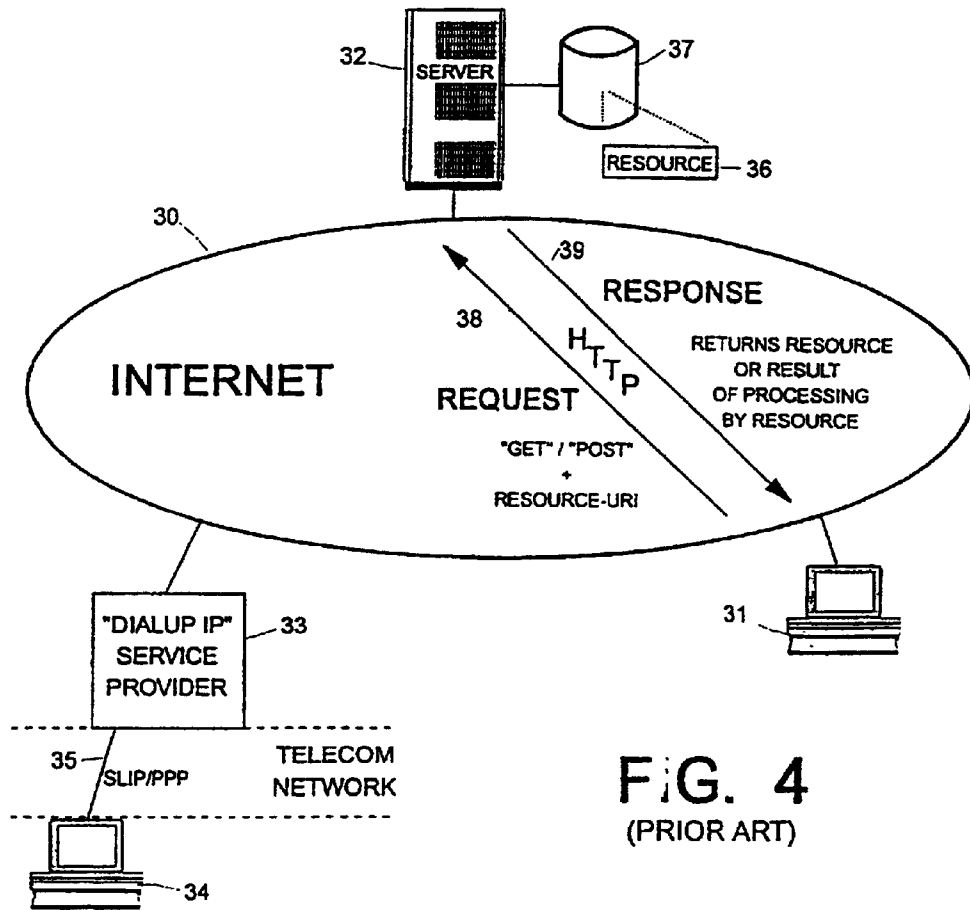 32
SERVER
37
RESOURCE
36
30
39
RESPONSE
38
HTTP
RETURNS RESOURCE
OR RESULT
OF PROCESSING
BY RESOURCE
INTERNET
REQUEST
"GET" / "POST"
+
RESOURCE-URI
31
"DIALUP IP"
SERVICE
PROVIDER
33
35
SLIP/PPP
TELECOM
NETWORK
34
FIG. 4
(PRIOR ART)